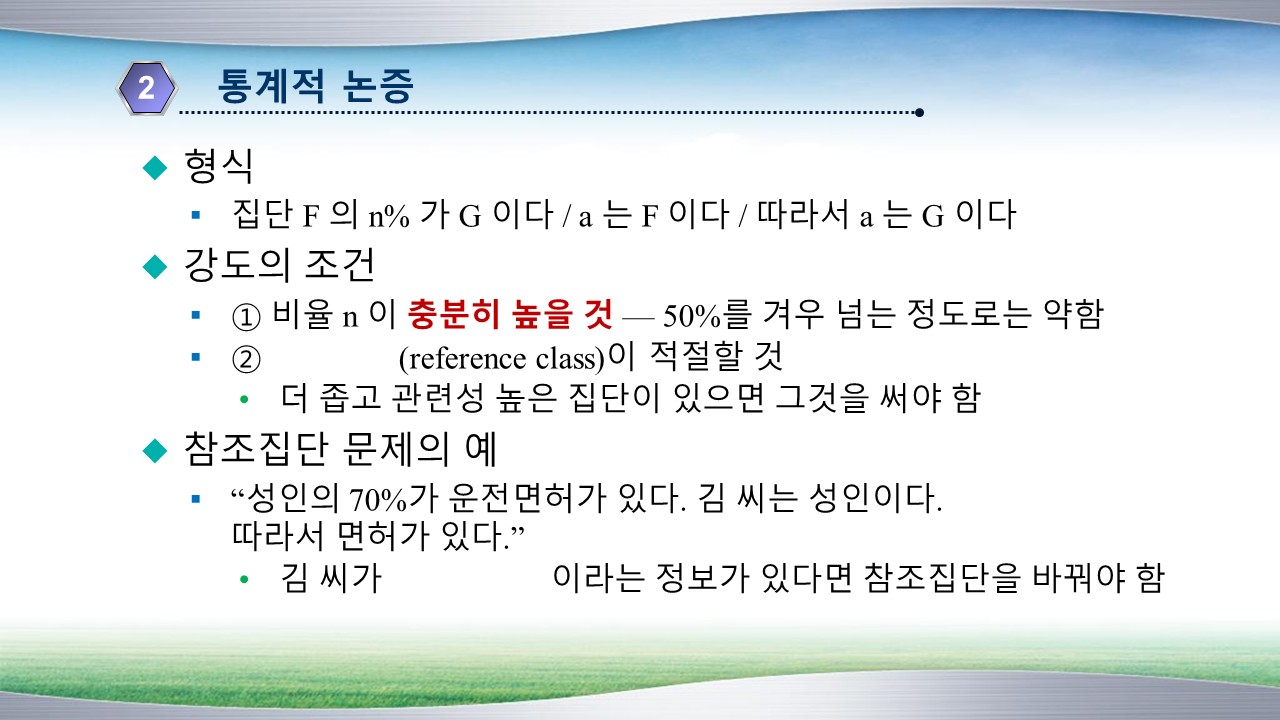 2 통계적 논증
형식
집단 F 의 n% 가 G 이다 / a 는 F 이다 / 따라서 a 는 G 이다
강도의 조건
① 비율 n 이 충분히 높을 것 — 50%를 겨우 넘는 정도로는 약함
② (reference class)이 적절할 것
더 좁고 관련성 높은 집단이 있으면 그것을 써야 함
참조집단 문제의 예
“성인의 70%가 운전면허가 있다. 김 씨는 성인이다.
따라서 면허가 있다.”
김 씨가 이라는 정보가 있다면 참조집단을 바꿔야 함